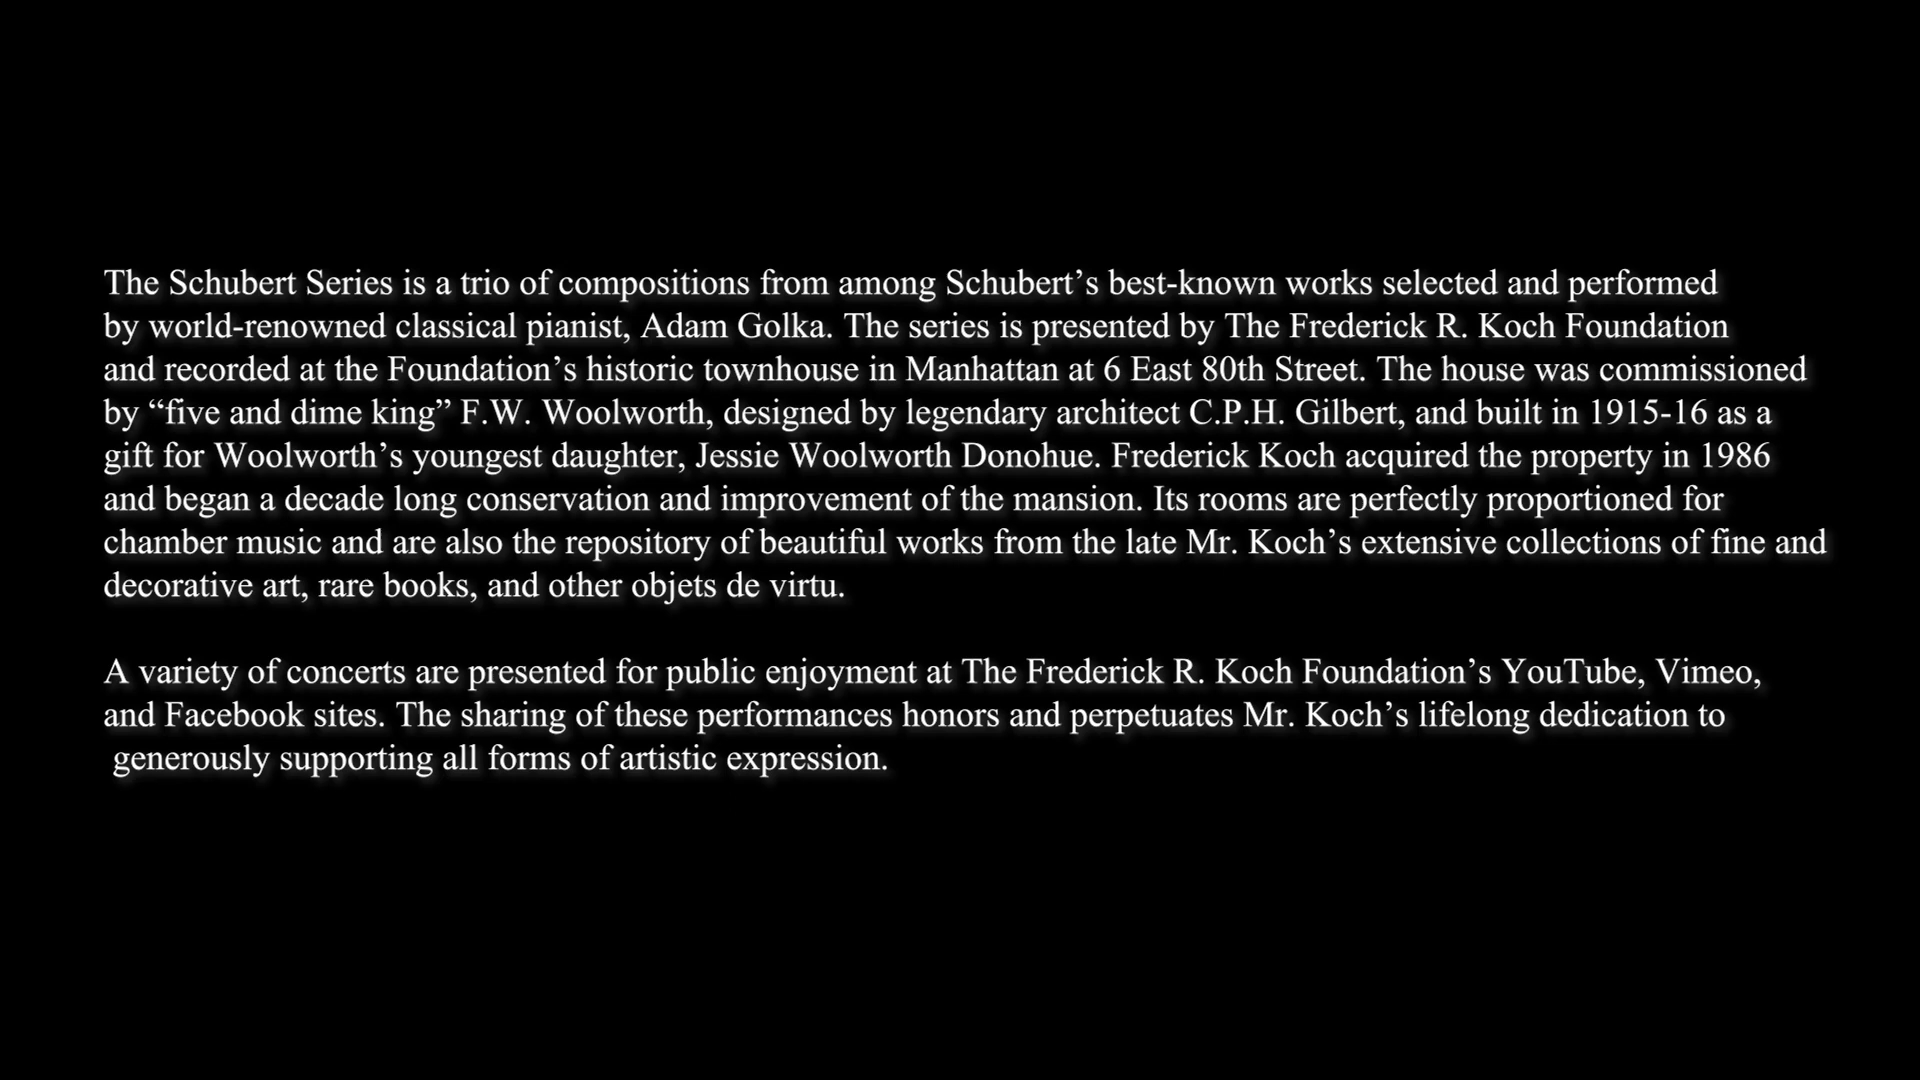 The Schubert Series is a trio of compositions from among Schubert’s best-known works selected and performed
by world-renowned classical pianist, Adam Golka. The series is presented by The Frederick R. Koch Foundation
and recorded at the Foundation’s historic townhouse in Manhattan at 6 East 80th Street. The house was commissioned
by “five and dime king” F.W. Woolworth, designed by legendary architect C.P.H. Gilbert, and built in 1915-16 as a
gift for Woolworth’s youngest daughter, Jessie Woolworth Donohue. Frederick Koch acquired the property in 1986
and began a decade long conservation and improvement of the mansion. Its rooms are perfectly proportioned for
chamber music and are also the repository of beautiful works from the late Mr. Koch’s extensive collections of fine and
decorative art, rare books, and other objets de virtu.
A variety of concerts are presented for public enjoyment at The Frederick R. Koch Foundation’s YouTube, Vimeo,
and Facebook sites. The sharing of these performances honors and perpetuates Mr. Koch’s lifelong dedication to
generously supporting all forms of artistic expression.